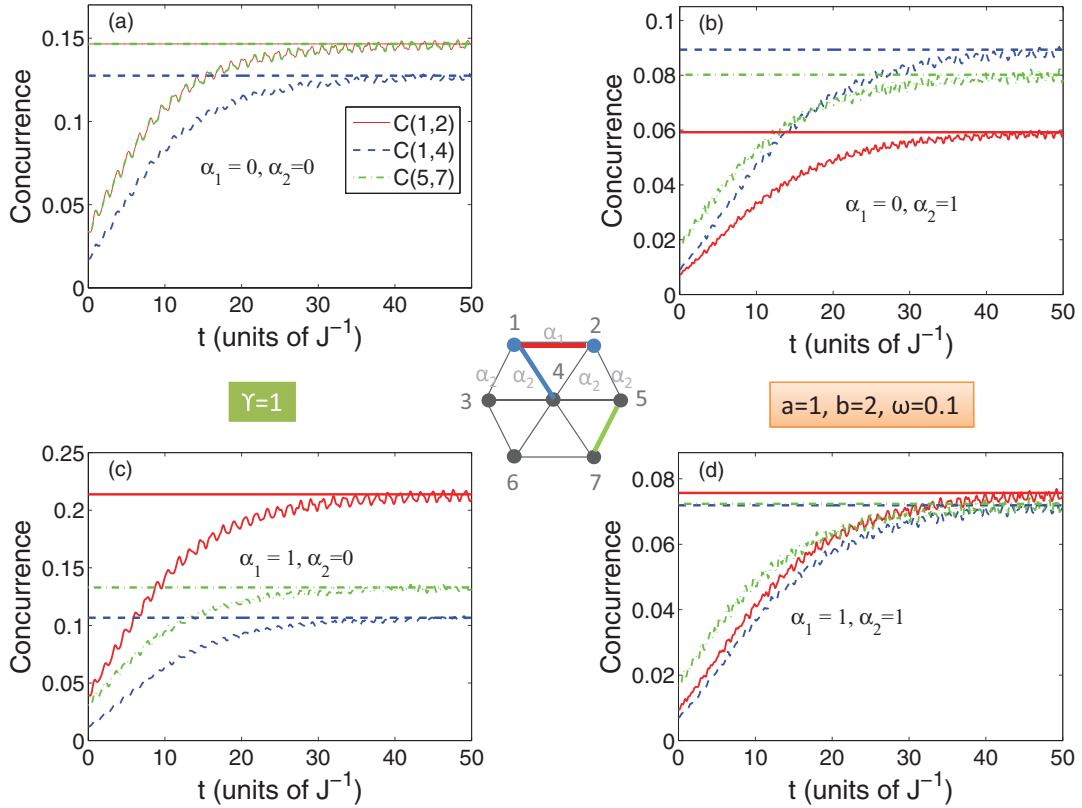 (a)
Concurrence
0.15
0.1
0.05
0
0 10 20 30 40 50
t (units of J⁻¹)
α₁ = 0, α₂=0
C(1,2)
C(1,4)
C(5,7)
(b)
Concurrence
0.1
0.08
0.06
0.04
0.02
0
0 10 20 30 40 50
t (units of J⁻¹)
α₁ = 0, α₂=1
1 α₁ 2
α₂ α₂ 4 α₂ α₂
3 5
6 7
ϒ=1
a=1, b=2, ω=0.1
(c)
Concurrence
0.25
0.2
0.15
0.1
0.05
0
0 10 20 30 40 50
t (units of J⁻¹)
α₁ = 1, α₂=0
(d)
Concurrence
0.08
0.06
0.04
0.02
0
0 10 20 30 40 50
t (units of J⁻¹)
α₁ = 1, α₂=1